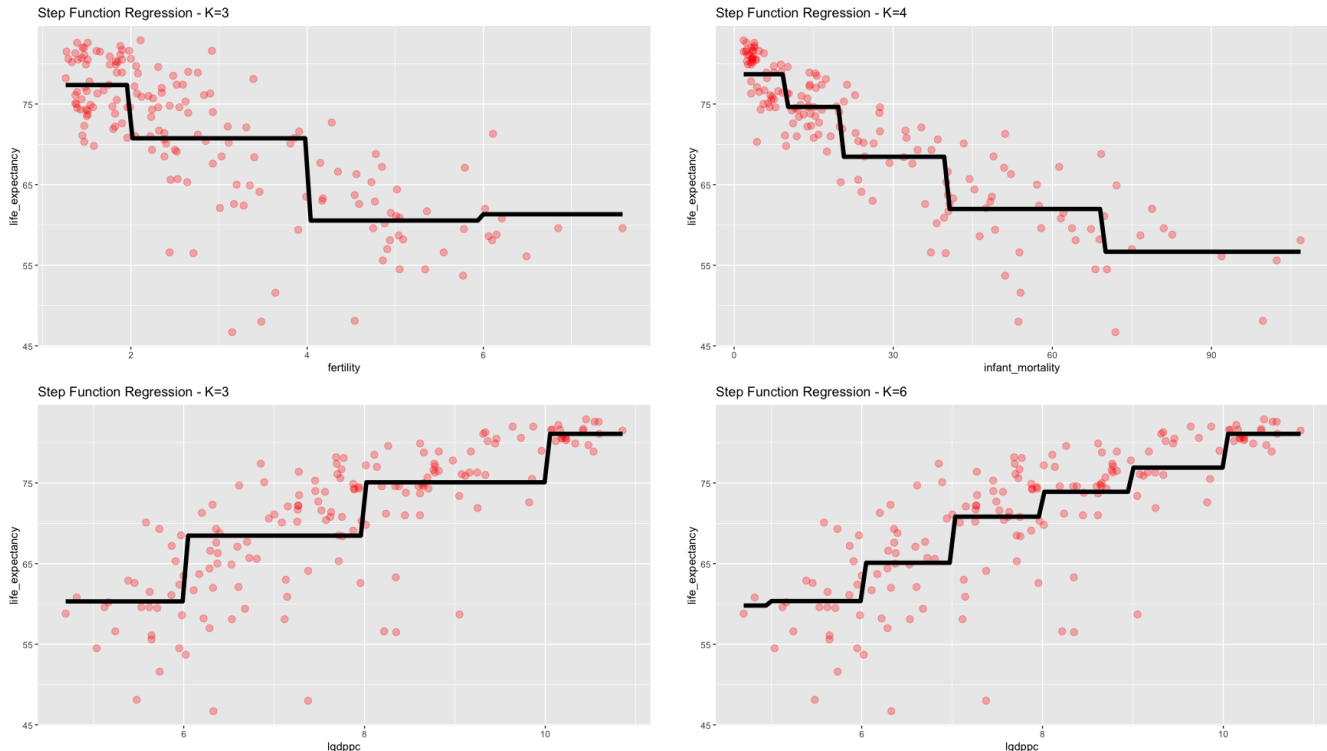 Step Function Regression - K=3
life_expectancy
75
65
55
45
2
4
6
fertility
Step Function Regression - K=4
life_expectancy
75
65
55
45
0
30
60
90
infant_mortality
Step Function Regression - K=3
life_expectancy
75
65
55
45
6
8
10
lgdppc
Step Function Regression - K=6
life_expectancy
75
65
55
45
6
8
10
lgdppc